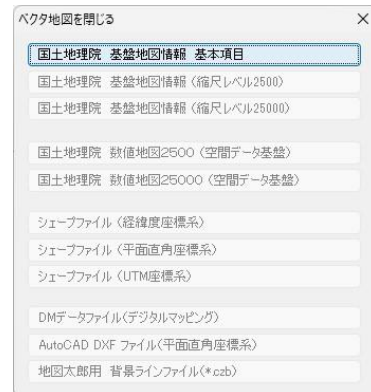 ベクタ地図を閉じる
国土地理院 基盤地図情報 基本項目
国土地理院 基盤地図情報（縮尺レベル2500）
国土地理院 基盤地図情報（縮尺レベル25000）
国土地理院 数値地図2500（空間データ基盤）
国土地理院 数値地図25000（空間データ基盤）
シェープファイル（経緯度座標系）
シェープファイル（平面直角座標系）
シェープファイル（UTM座標系）
DMデータファイル(デジタルマッピング)
AutoCAD DXF ファイル(平面直角座標系)
地図太郎用 背景ラインファイル(*.czb)